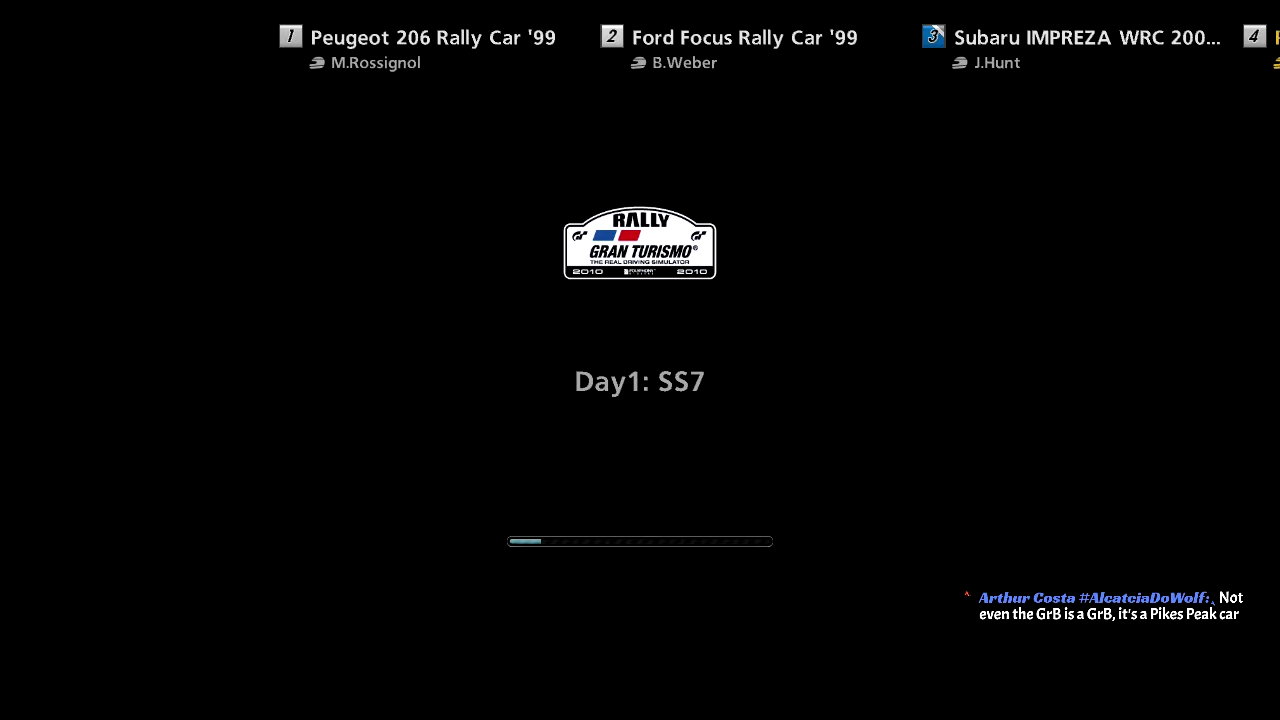 1 Peugeot 206 Rally Car '99
M.Rossignol
2 Ford Focus Rally Car '99
B.Weber
3 Subaru IMPREZA WRC 200...
J.Hunt
4
RALLY
GRAN TURISMO®
THE REAL DRIVING SIMULATOR
2010 2010
Day1: SS7
Arthur Costa #AlcatciaDoWolf: Not
even the GrB is a GrB, it's a Pikes Peak car